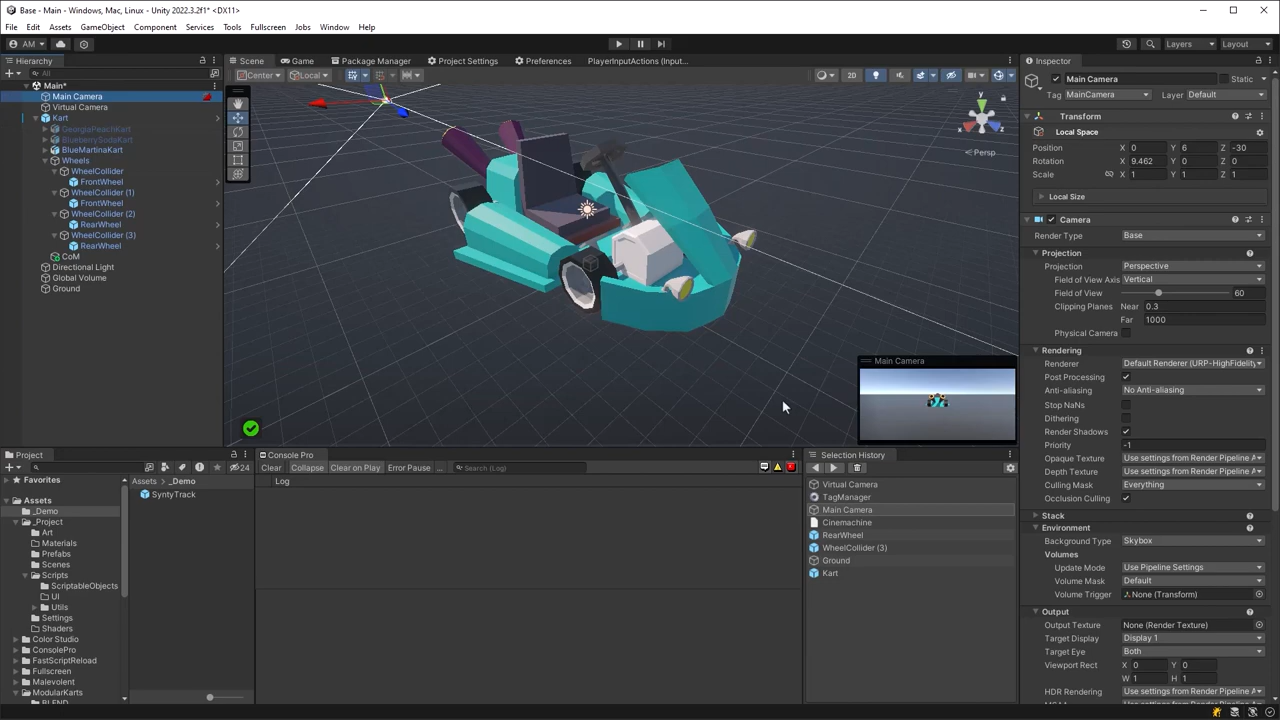 Base - Main - Windows, Mac, Linux - Unity 2022.3.2f1* <DX11>
File Edit Assets GameObject Component Services Tools Fullscreen Jobs Window Help
AM
Layers
Layout
Hierarchy
All
Main*
Main Camera
Virtual Camera
Kart
GeorgiaPeachKart
BlueberrySodaKart
BlueMartinaKart
Wheels
WheelCollider
FrontWheel
WheelCollider (1)
FrontWheel
WheelCollider (2)
RearWheel
WheelCollider (3)
RearWheel
CoM
Directional Light
Global Volume
Ground
Scene Game Package Manager Project Settings Preferences PlayerInputActions (Input...
Center Local 2D
y
x
z
Persp
Main Camera
Inspector
Main Camera Static
Tag MainCamera Layer Default
Transform
Local Space
Position X 0 Y 6 Z -30
Rotation X 9.462 Y 0 Z 0
Scale X 1 Y 1 Z 1
Local Size
Camera
Render Type Base
Projection
Projection Perspective
Field of View Axis Vertical
Field of View 60
Clipping Planes Near 0.3
Far 1000
Physical Camera
Rendering
Renderer Default Renderer (URP-HighFidelity
Post Processing
Anti-aliasing No Anti-aliasing
Stop NaNs
Dithering
Render Shadows
Priority -1
Opaque Texture Use settings from Render Pipeline A
Depth Texture Use settings from Render Pipeline A
Culling Mask Everything
Occlusion Culling
Stack
Environment
Background Type Skybox
Volumes
Update Mode Use Pipeline Settings
Volume Mask Default
Volume Trigger None (Transform)
Output
Output Texture None (Render Texture)
Target Display Display 1
Target Eye Both
Viewport Rect X 0 Y 0
W 1 H 1
HDR Rendering Use settings from Render Pipeline A
Project
24
Favorites
Assets
_Demo
_Project
Art
Materials
Prefabs
Scenes
Scripts
ScriptableObjects
UI
Utils
Settings
Shaders
Color Studio
ConsolePro
FastScriptReload
Fullscreen
Malevolent
ModularKarts
Assets _Demo
SyntyTrack
Console Pro
Clear Collapse Clear on Play Error Pause ... Search (Log)
Log
Selection History
Virtual Camera
TagManager
Main Camera
Cinemachine
RearWheel
WheelCollider (3)
Ground
Kart